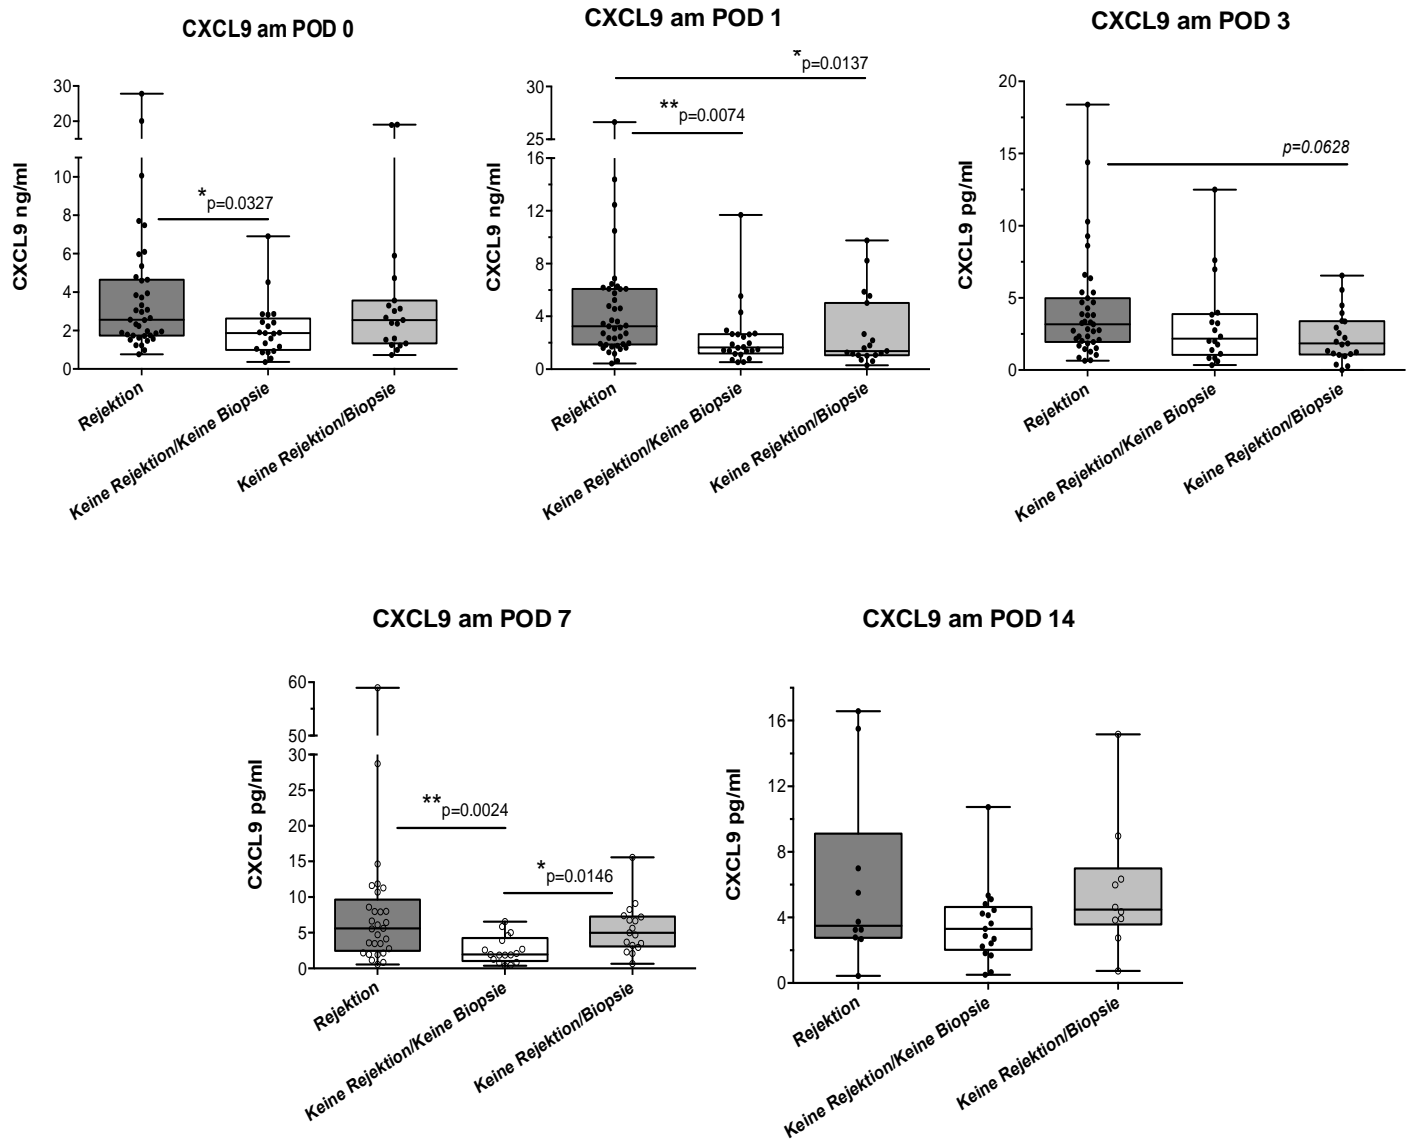 CXCL9 am POD 0
CXCL9 ng/ml
30
20
10
8
6
4
2
0
*p=0.0327
Rejektion
Keine Rejektion/Keine Biopsie
Keine Rejektion/Biopsie
CXCL9 am POD 1
CXCL9 ng/ml
30
25
16
12
8
4
0
*p=0.0137
**p=0.0074
Rejektion
Keine Rejektion/Keine Biopsie
Keine Rejektion/Biopsie
CXCL9 am POD 3
CXCL9 pg/ml
20
15
10
5
0
p=0.0628
Rejektion
Keine Rejektion/Keine Biopsie
Keine Rejektion/Biopsie
CXCL9 am POD 7
CXCL9 pg/ml
60
50
30
25
20
15
10
5
0
**p=0.0024
*p=0.0146
Rejektion
Keine Rejektion/Keine Biopsie
Keine Rejektion/Biopsie
CXCL9 am POD 14
CXCL9 pg/ml
16
12
8
4
0
Rejektion
Keine Rejektion/Keine Biopsie
Keine Rejektion/Biopsie